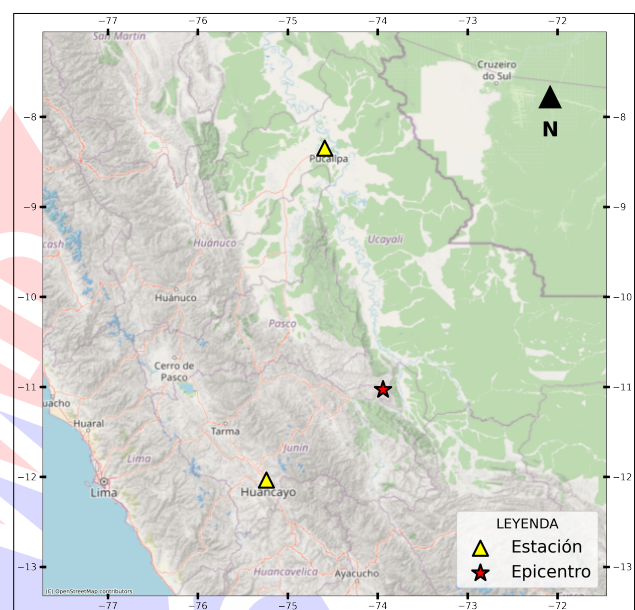 −77 −76 −75 −74 −73 −72
San Martín
Cruzeiro
do Sul
−8 −8
N
Pucallpa
−9 −9
cash Huánuco Ucayali
−10 −10
Huánuco
Pasco
Cerro de
Pasco
−11 −11
uacho
Huaral
Tarma
Lima Junín
−12 −12
Lima Huancayo
LEYENDA
Estación
Epicentro
−13 −13
Huancavelica Ayacucho
(C) OpenStreetMap contributors
−77 −76 −75 −74 −73 −72